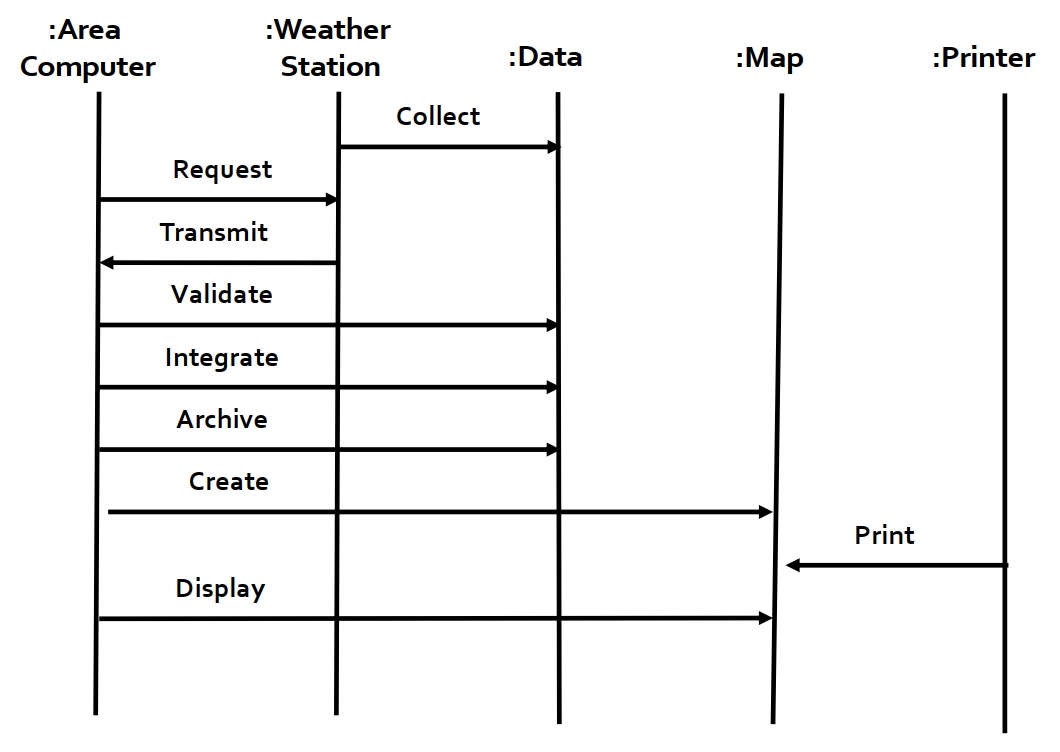 :Area
Computer
:Weather
Station
:Data
:Map
:Printer
Collect
Request
Transmit
Validate
Integrate
Archive
Create
Print
Display